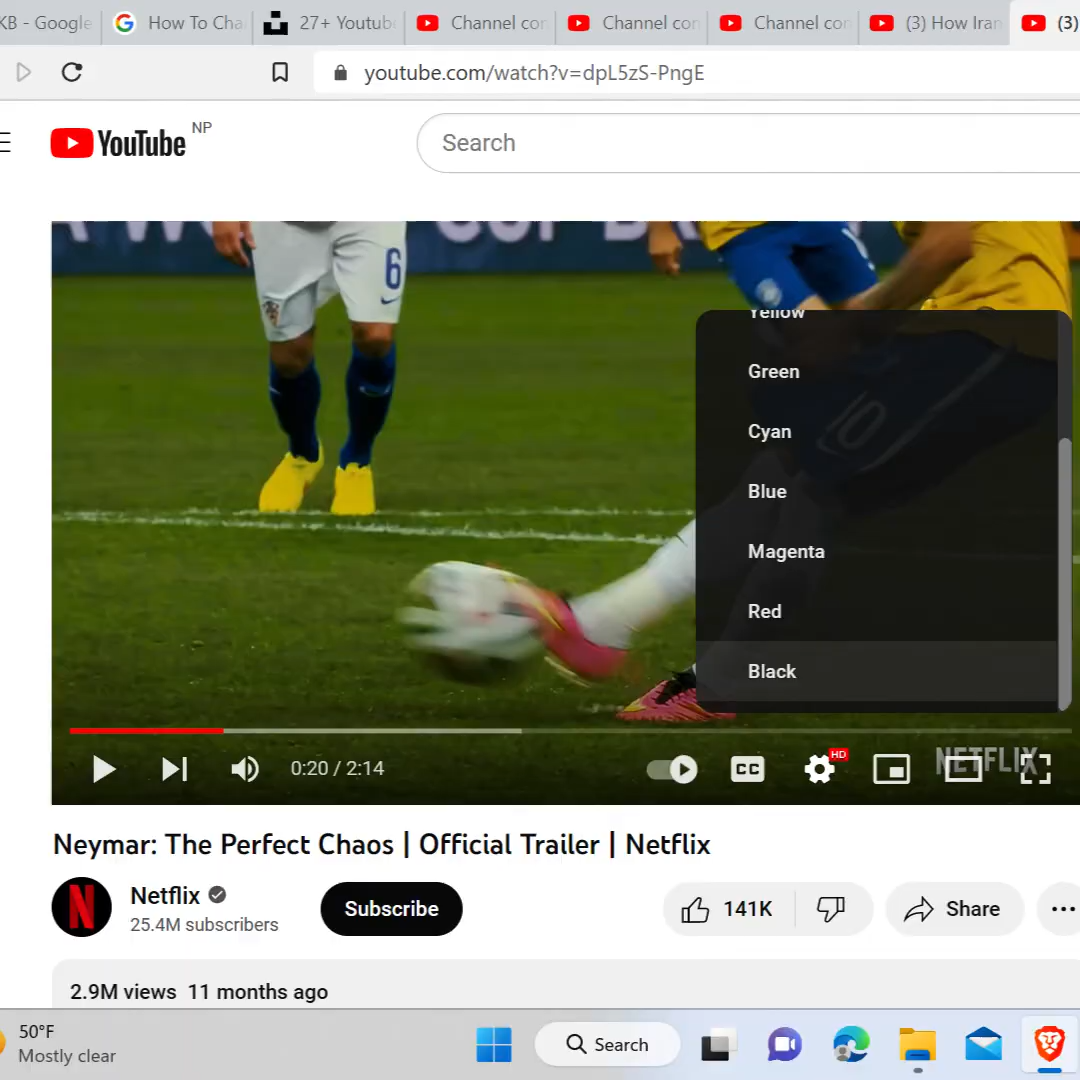 KB - Google
How To Cha
27+ Youtub
Channel con
Channel con
Channel con
(3) How Iran
(3)
youtube.com/watch?v=dpL5zS-PngE
YouTube NP
Search
6
10
Yellow
Green
Cyan
Blue
Magenta
Red
Black
0:20 / 2:14
CC
HD
NETFLIX
Neymar: The Perfect Chaos | Official Trailer | Netflix
N
Netflix
25.4M subscribers
Subscribe
141K
Share
2.9M views 11 months ago
50°F
Mostly clear
Search